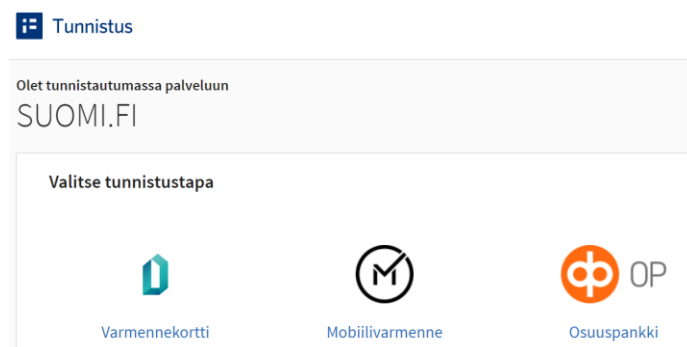 Tunnistus
Olet tunnistautumassa palveluun
SUOMI.FI
Valitse tunnistustapa
OP
Varmennekortti
Mobiilivarmenne
Osuuspankki